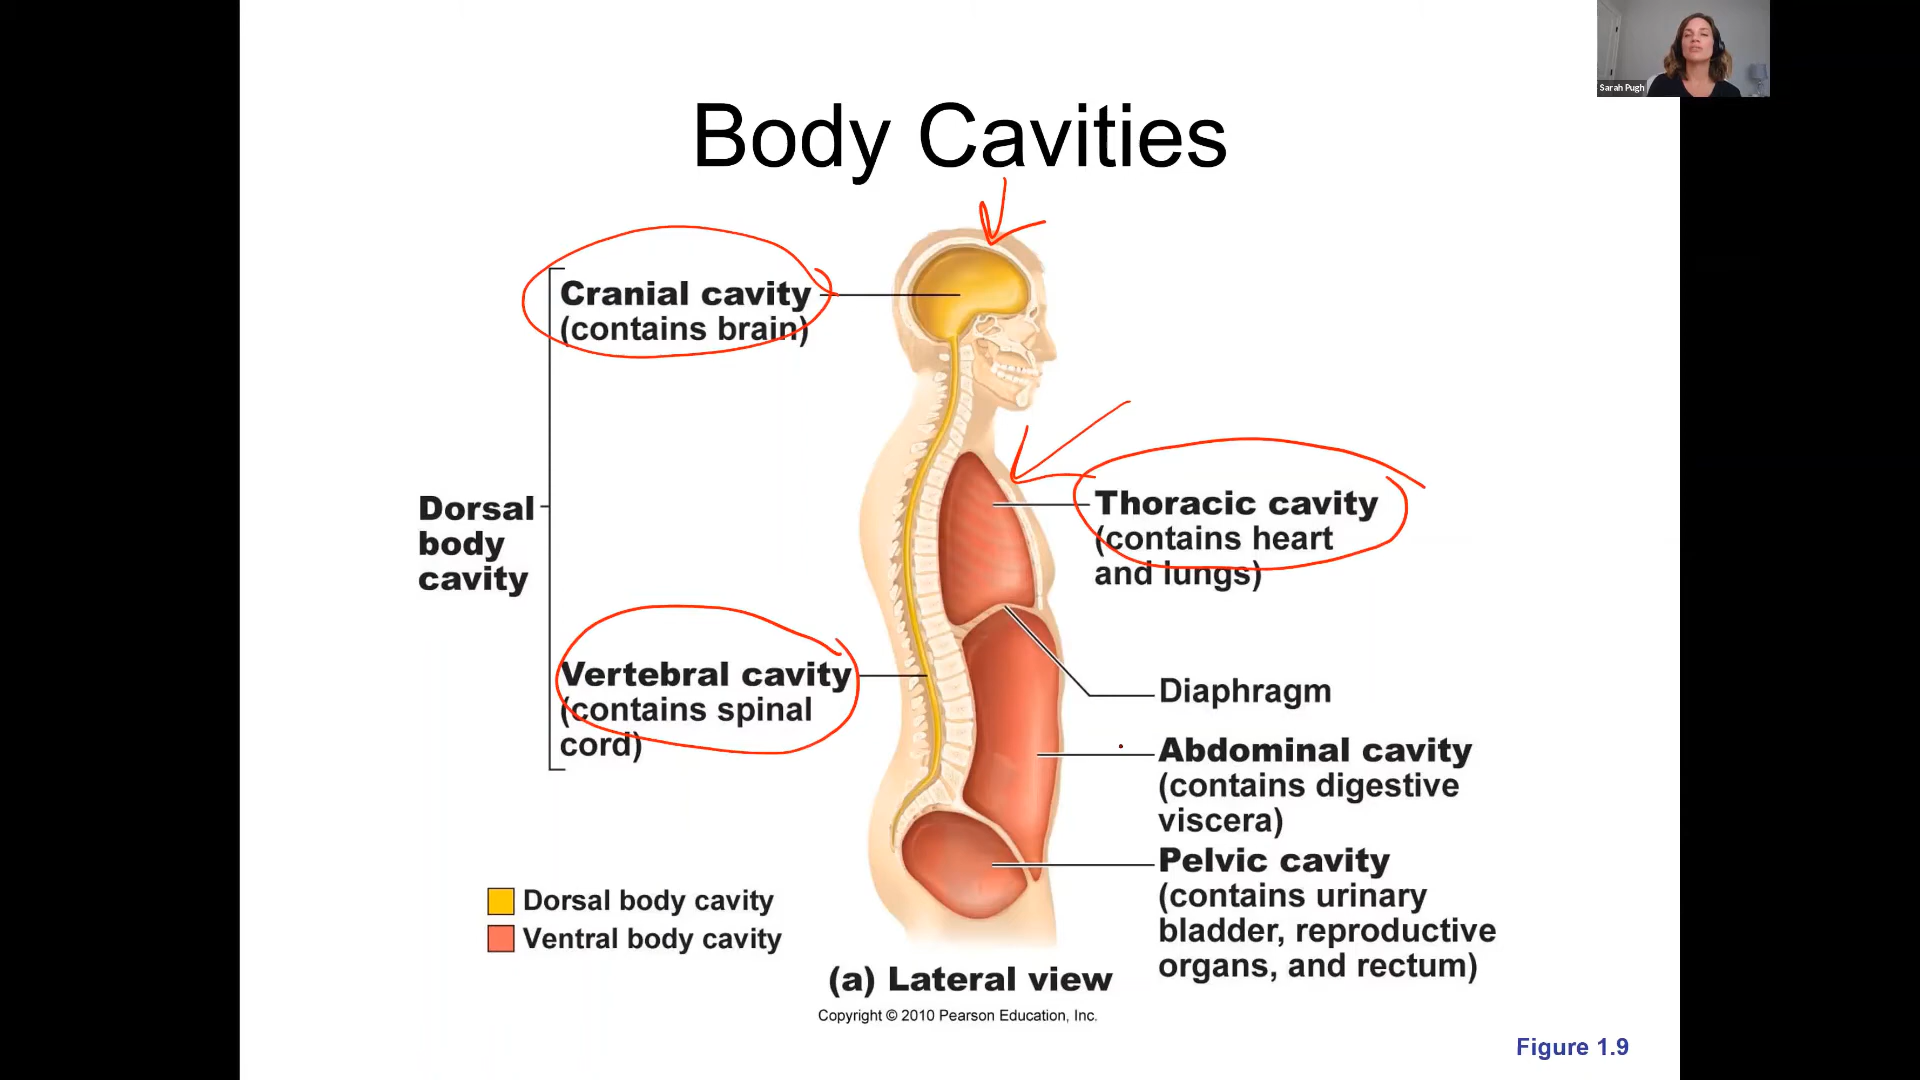 Sarah Pugh
Body Cavities
Cranial cavity
(contains brain)
Dorsal
body
cavity
Vertebral cavity
(contains spinal
cord)
Thoracic cavity
(contains heart
and lungs)
Diaphragm
Abdominal cavity
(contains digestive
viscera)
Pelvic cavity
(contains urinary
bladder, reproductive
organs, and rectum)
Dorsal body cavity
Ventral body cavity
(a) Lateral view
Copyright © 2010 Pearson Education, Inc.
Figure 1.9